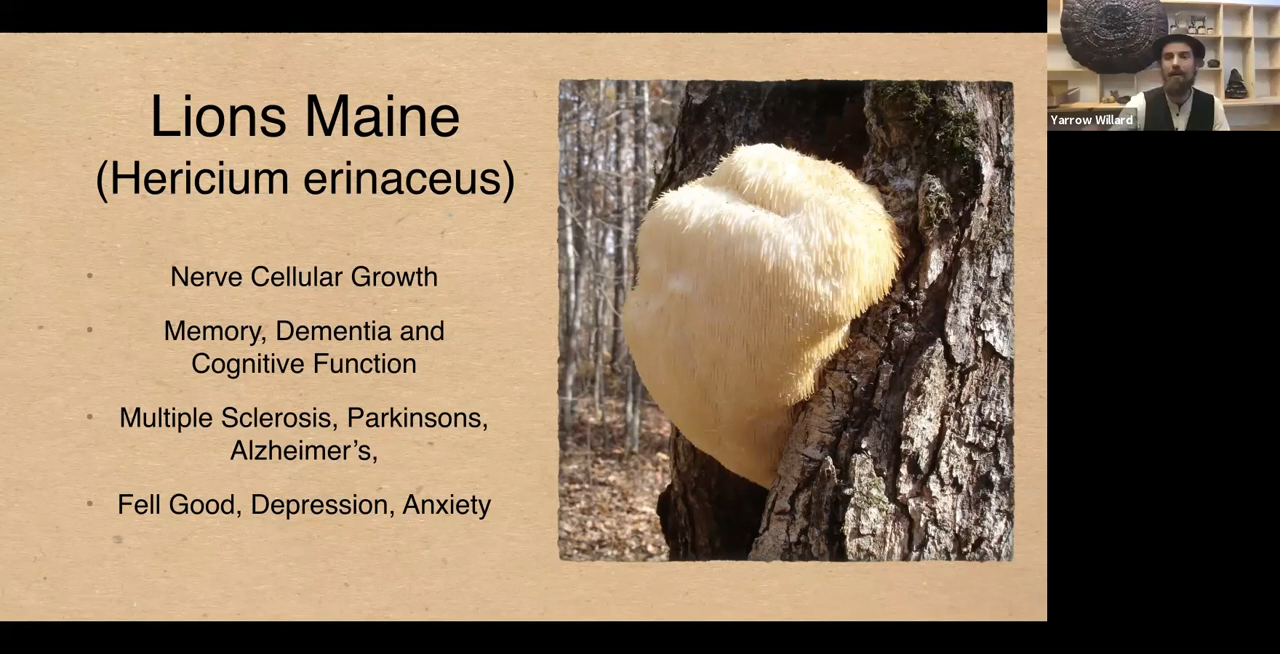 Lions Maine
(Hericium erinaceus)
• Nerve Cellular Growth
• Memory, Dementia and
Cognitive Function
• Multiple Sclerosis, Parkinsons,
Alzheimer’s,
• Fell Good, Depression, Anxiety
Yarrow Willard